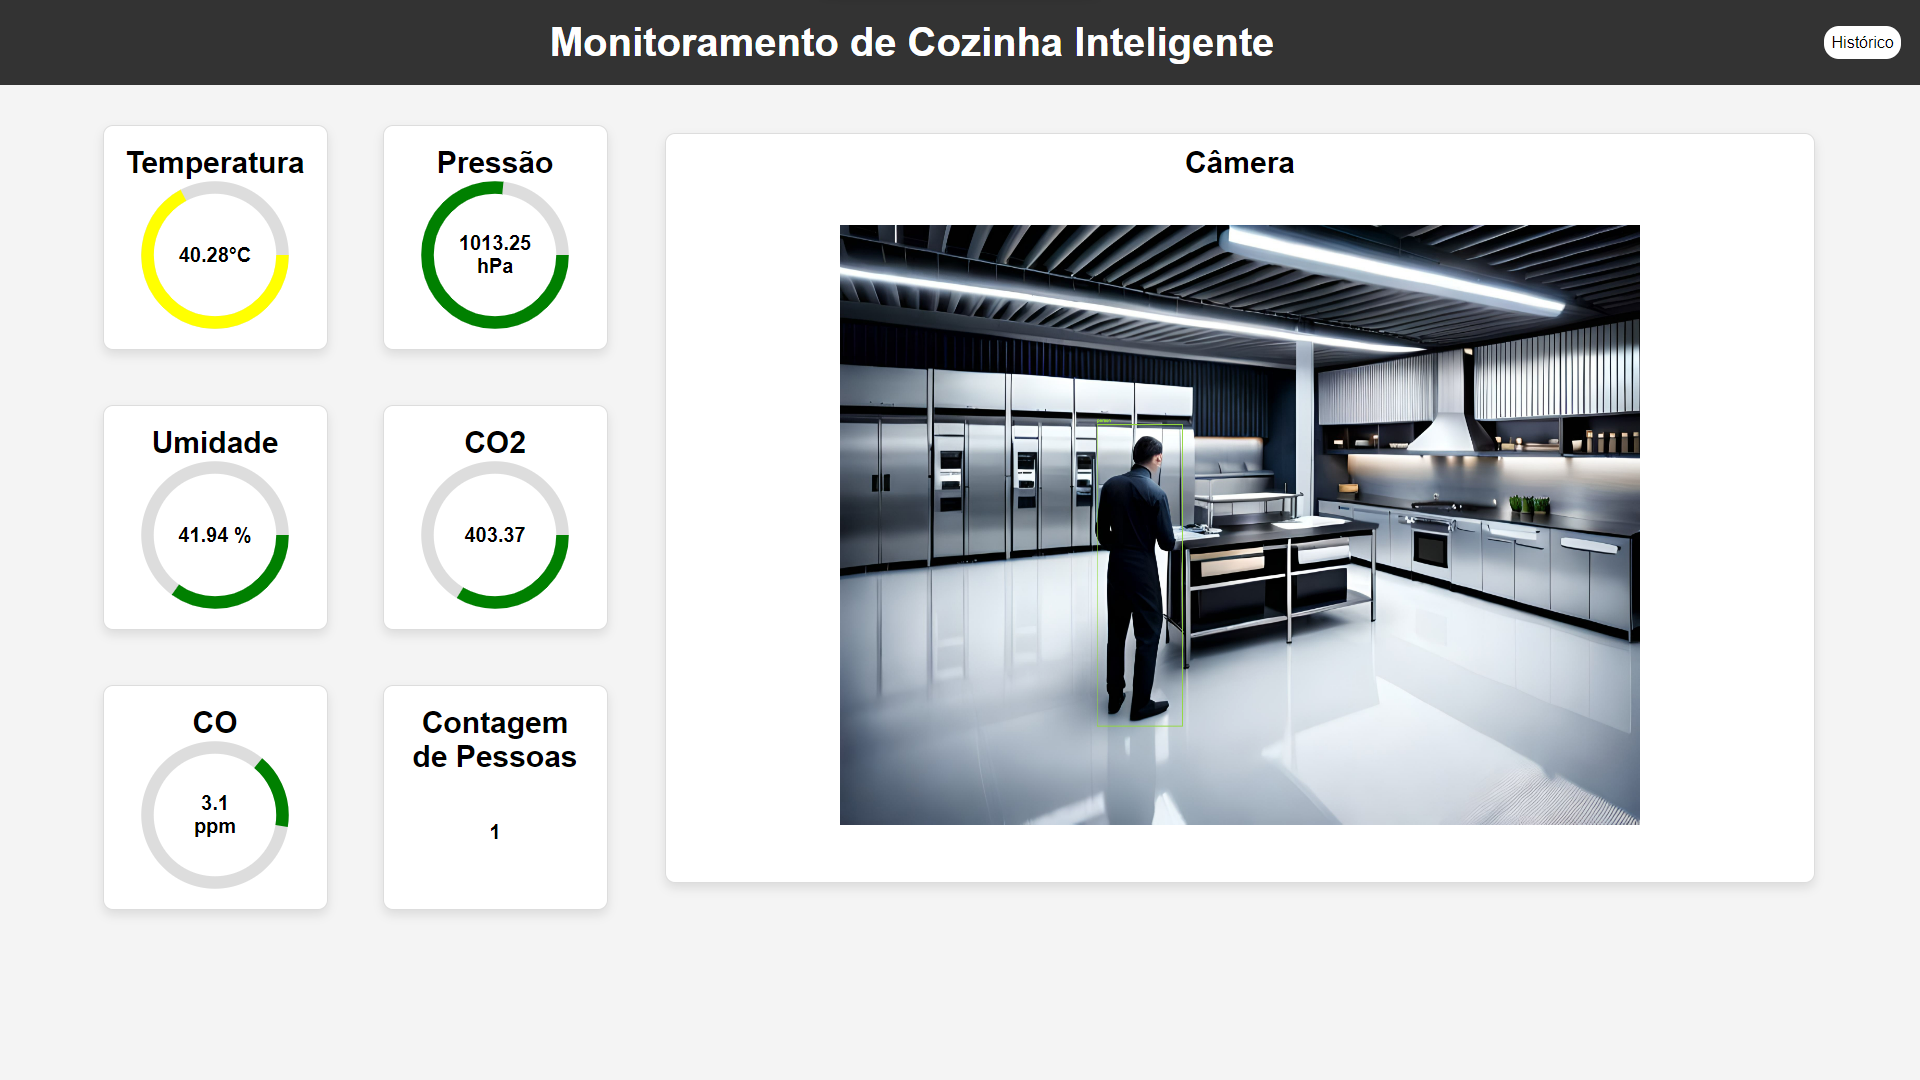 Monitoramento de Cozinha Inteligente
Histórico
Temperatura
40.28°C
Pressão
1013.25
hPa
Umidade
41.94 %
CO2
403.37
CO
3.1
ppm
Contagem
de Pessoas
1
Câmera